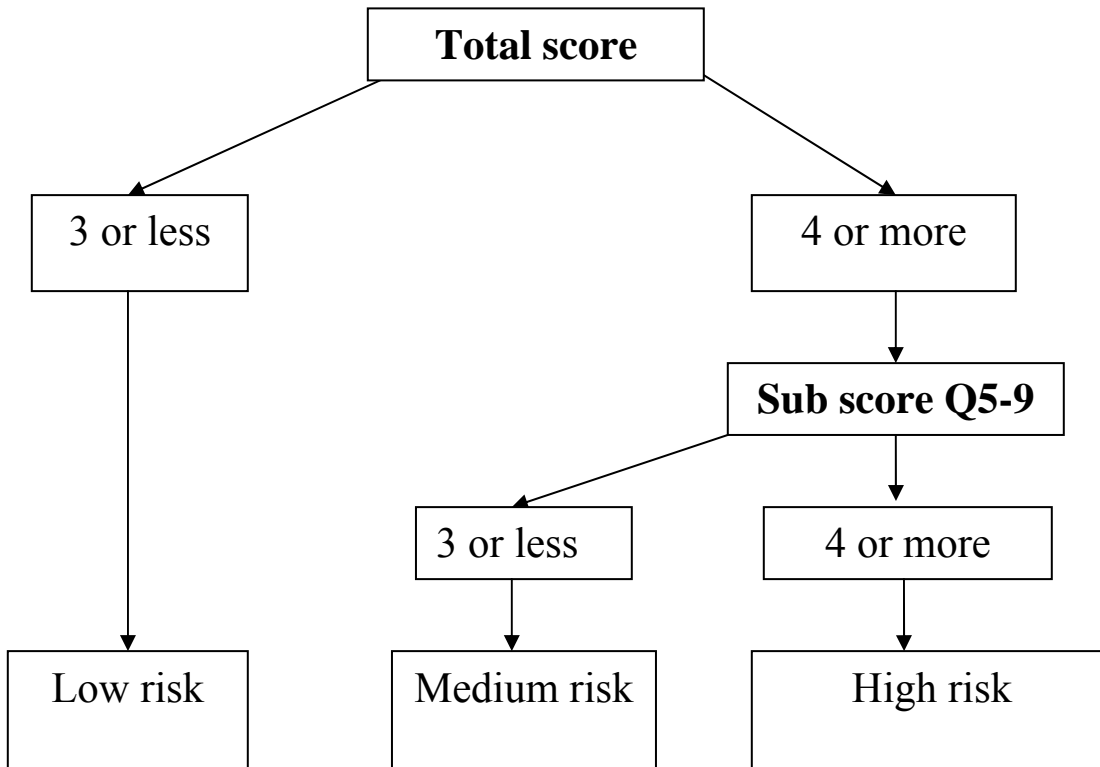 Total score
3 or less
4 or more
Sub score Q5-9
3 or less
4 or more
Low risk
Medium risk
High risk